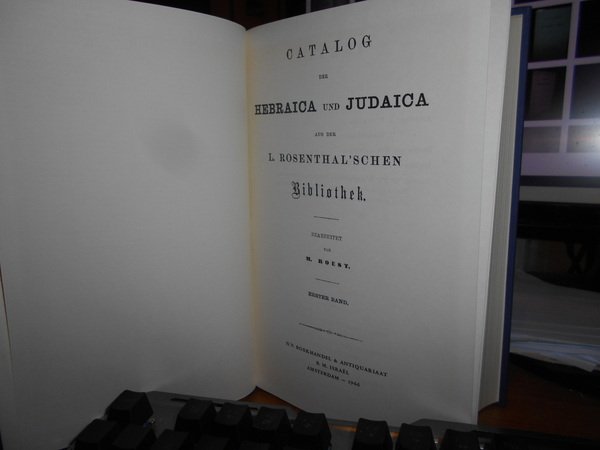 CATALOG
DER
HEBRAICA UND JUDAICA
AUS DER
L. ROSENTHAL'SCHEN
Bibliothek.
BEARBEITET
VON
M. ROEST.
ERSTER BAND.
N.V. BOEKHANDEL & ANTIQUARIAAT
B. M. ISRAËL
AMSTERDAM — 1966